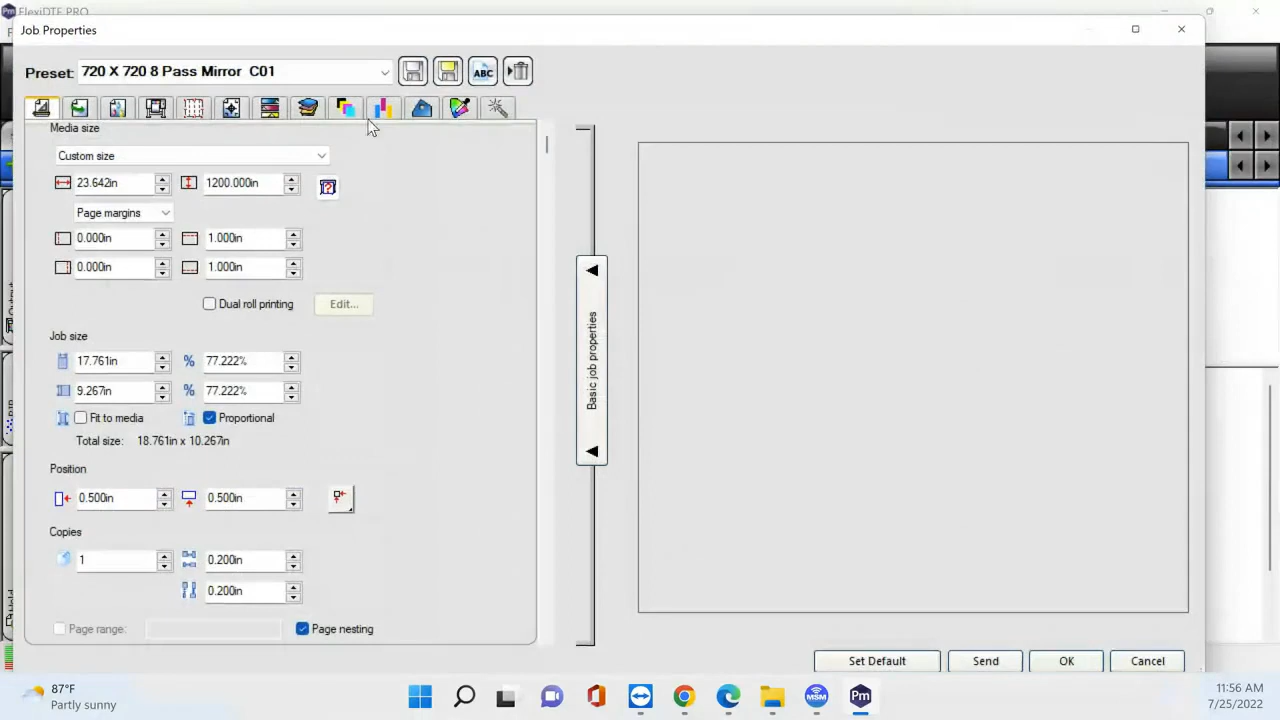 FlexiDTF PRO
Job Properties
Preset: 720 X 720 8 Pass Mirror C01
ABC
Media size
Custom size
23.642in 1200.000in
Page margins
0.000in 1.000in
0.000in 1.000in
Dual roll printing Edit...
Job size
17.761in % 77.222%
9.267in % 77.222%
Fit to media Proportional
Total size: 18.761in x 10.267in
Position
0.500in 0.500in
Copies
1 0.200in
0.200in
Page range: Page nesting
Basic job properties
Set Default Send OK Cancel
87°F
Partly sunny
MSM
Pm
11:56 AM
7/25/2022